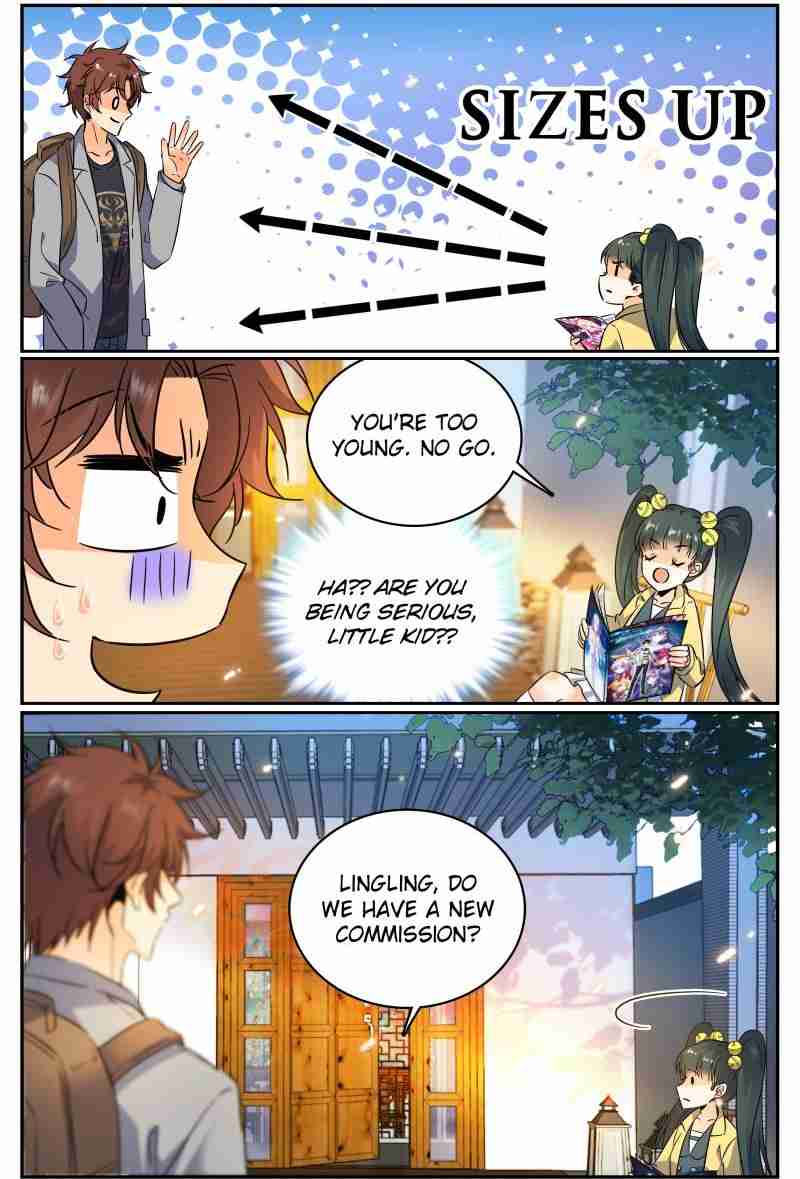 SIZES UP
YOU'RE TOO
YOUNG. NO GO.
HA?? ARE YOU
BEING SERIOUS,
LITTLE KID??
LINGLING, DO
WE HAVE A NEW
COMMISSION?